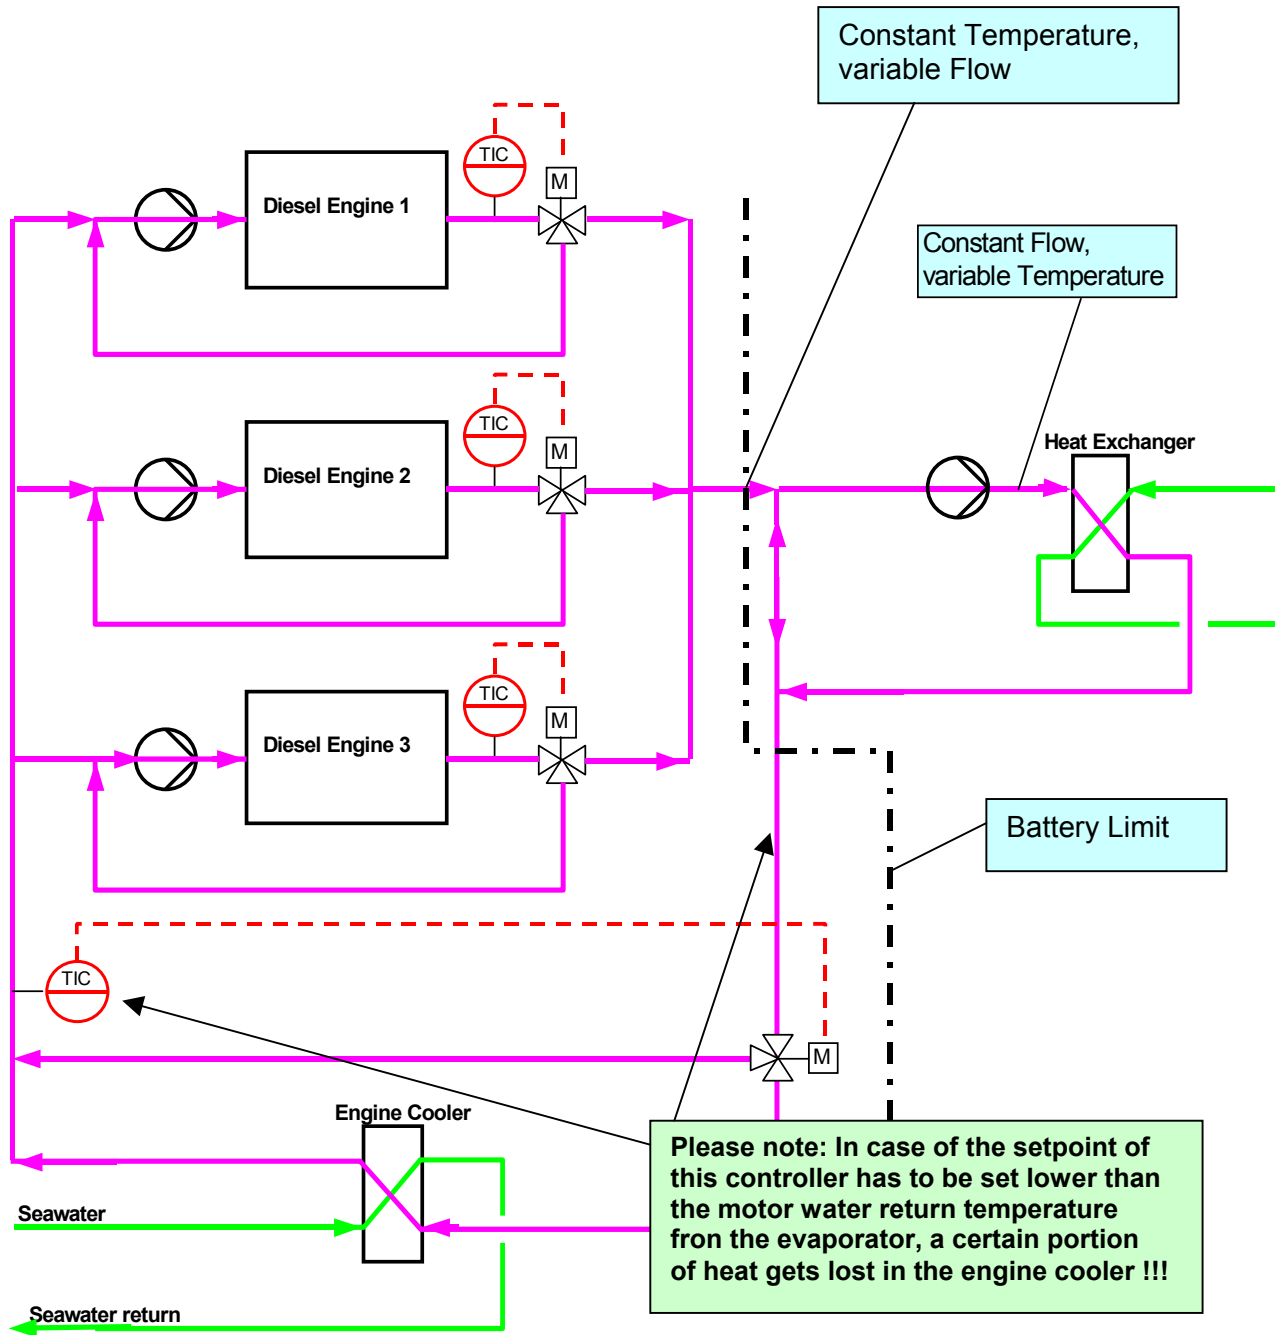 Constant Temperature,
variable Flow
TIC
M
Diesel Engine 1
Constant Flow,
variable Temperature
TIC
M
Diesel Engine 2
Heat Exchanger
TIC
M
Diesel Engine 3
Battery Limit
TIC
M
Engine Cooler
Please note: In case of the setpoint of
this controller has to be set lower than
the motor water return temperature
fron the evaporator, a certain portion
of heat gets lost in the engine cooler !!!
Seawater
Seawater return